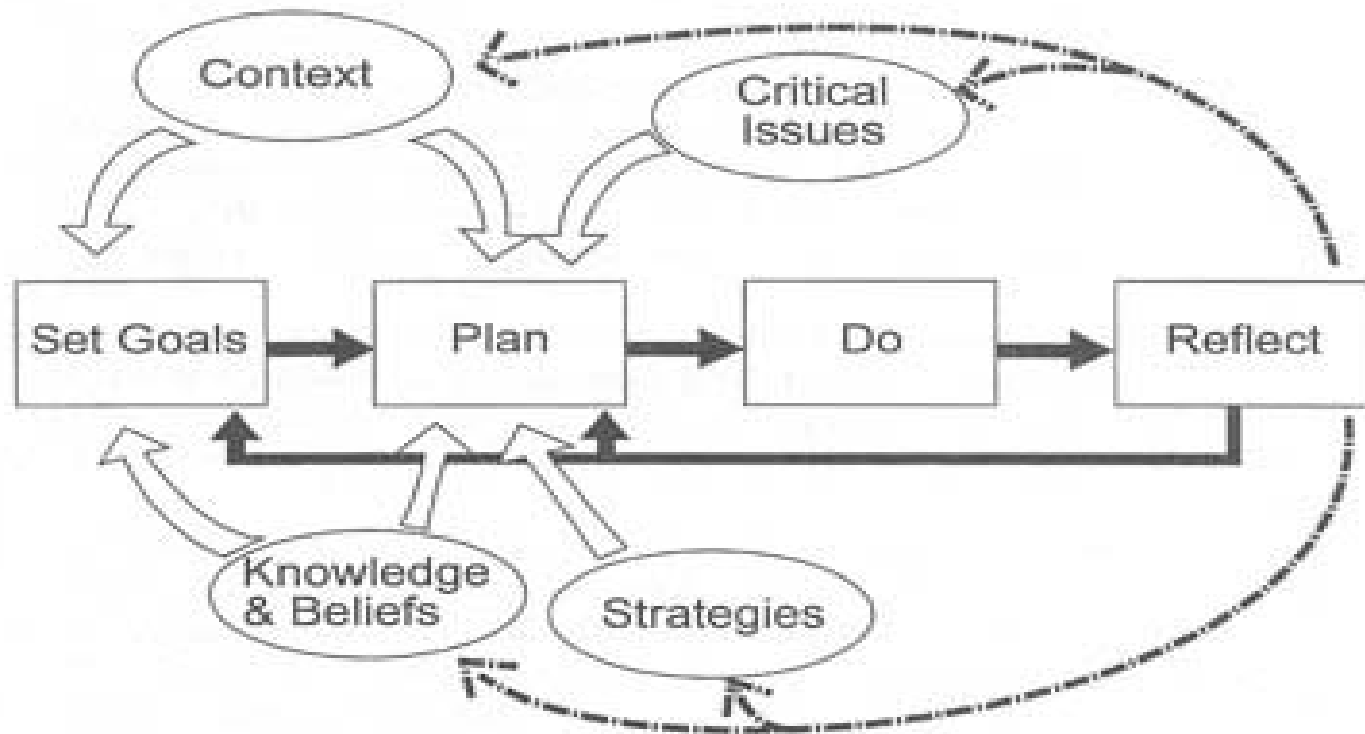 Context
Critical
Issues
Set Goals
Plan
Do
Reflect
Knowledge
& Beliefs
Strategies